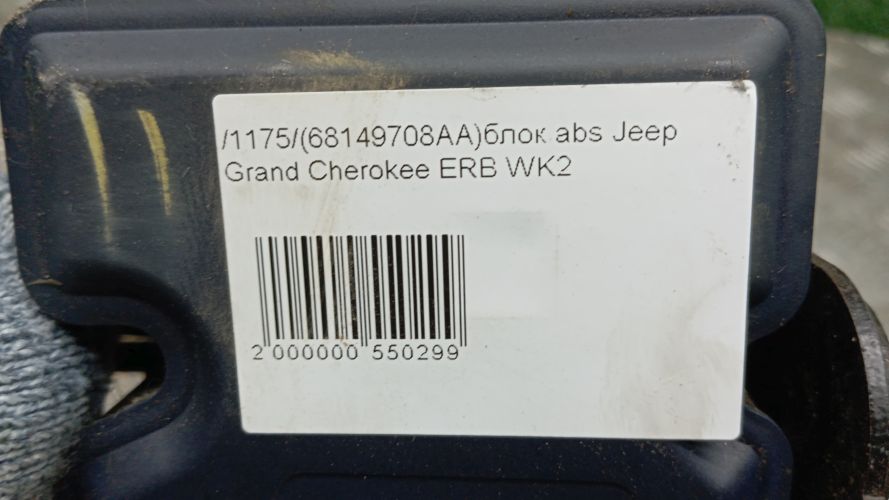 /1175/(68149708AA)блок abs Jeep
Grand Cherokee ERB WK2
2 000000 550299